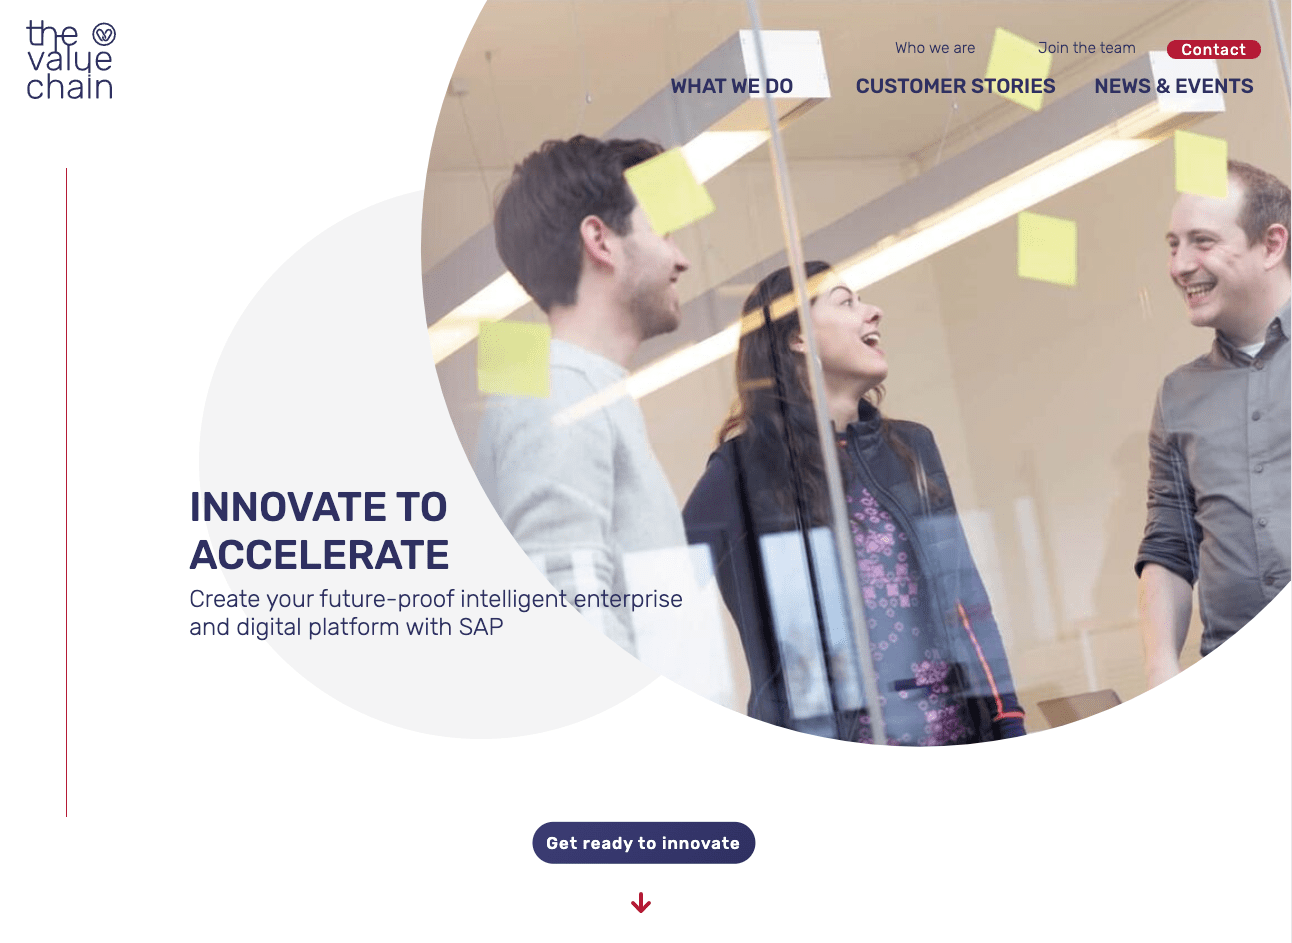 the
value
chain
Who we are
Join the team
Contact
WHAT WE DO
CUSTOMER STORIES
NEWS & EVENTS
INNOVATE TO
ACCELERATE
Create your future-proof intelligent enterprise
and digital platform with SAP
Get ready to innovate